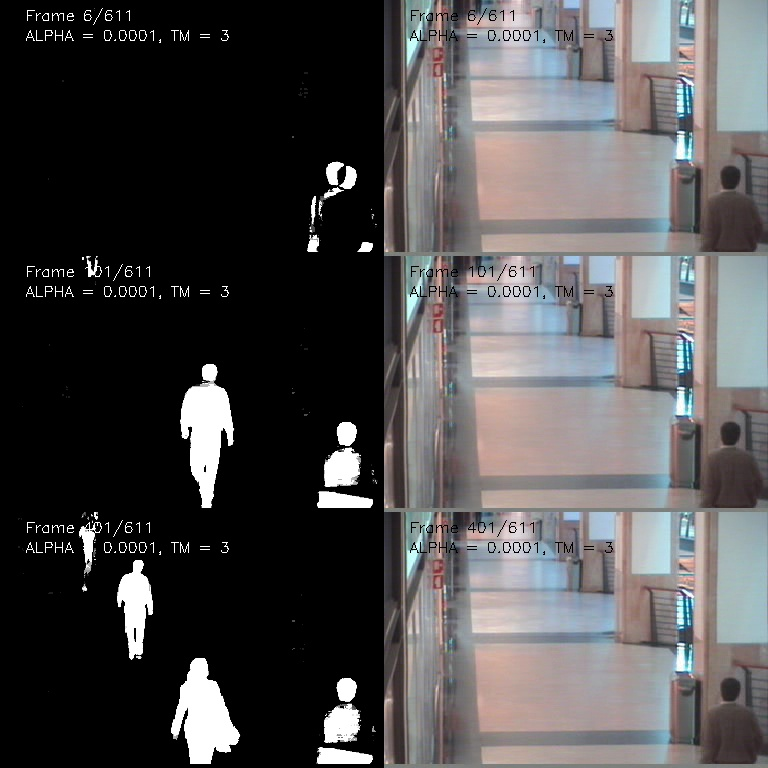 Frame 6/611
ALPHA = 0.0001, TM = 3
Frame 6/611
ALPHA = 0.0001, TM = 3
Frame 101/611
ALPHA = 0.0001, TM = 3
Frame 101/611
ALPHA = 0.0001, TM = 3
Frame 401/611
ALPHA = 0.0001, TM = 3
Frame 401/611
ALPHA = 0.0001, TM = 3